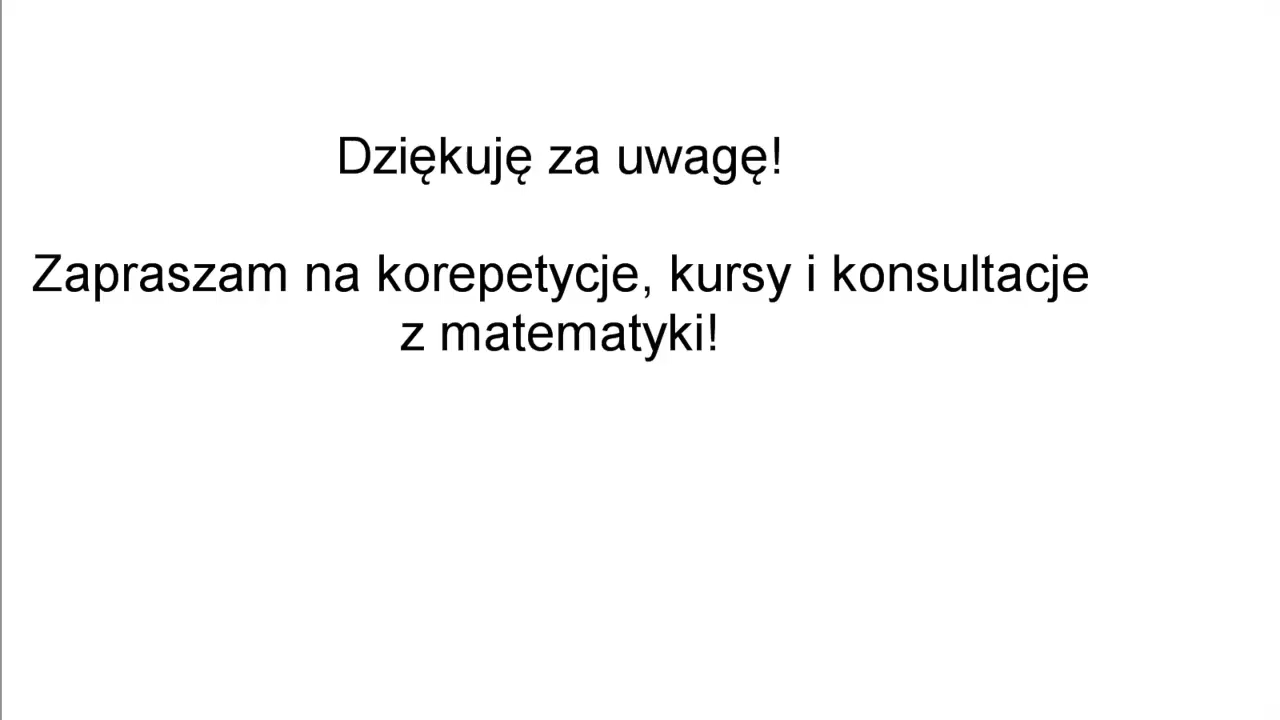 Dziękuję za uwagę!
Zapraszam na korepetycje, kursy i konsultacje
z matematyki!